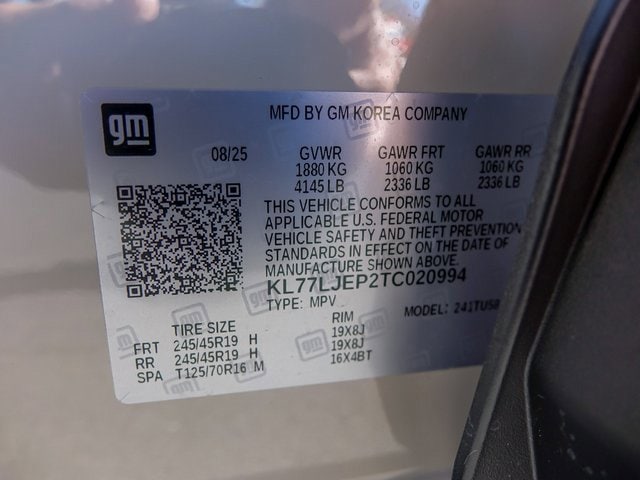 gm
MFD BY GM KOREA COMPANY
08/25 GVWR GAWR FRT GAWR RR
1880 KG 1060 KG 1060 KG
4145 LB 2336 LB 2336 LB
THIS VEHICLE CONFORMS TO ALL
APPLICABLE U.S. FEDERAL MOTOR
VEHICLE SAFETY AND THEFT PREVENTION
STANDARDS IN EFFECT ON THE DATE OF
MANUFACTURE SHOWN ABOVE.
KL77LJEP2TC020994
TYPE: MPV MODEL: 241TU58
TIRE SIZE RIM
FRT 245/45R19 H 19X8J
RR 245/45R19 H 19X8J
SPA T125/70R16 M 16X4BT